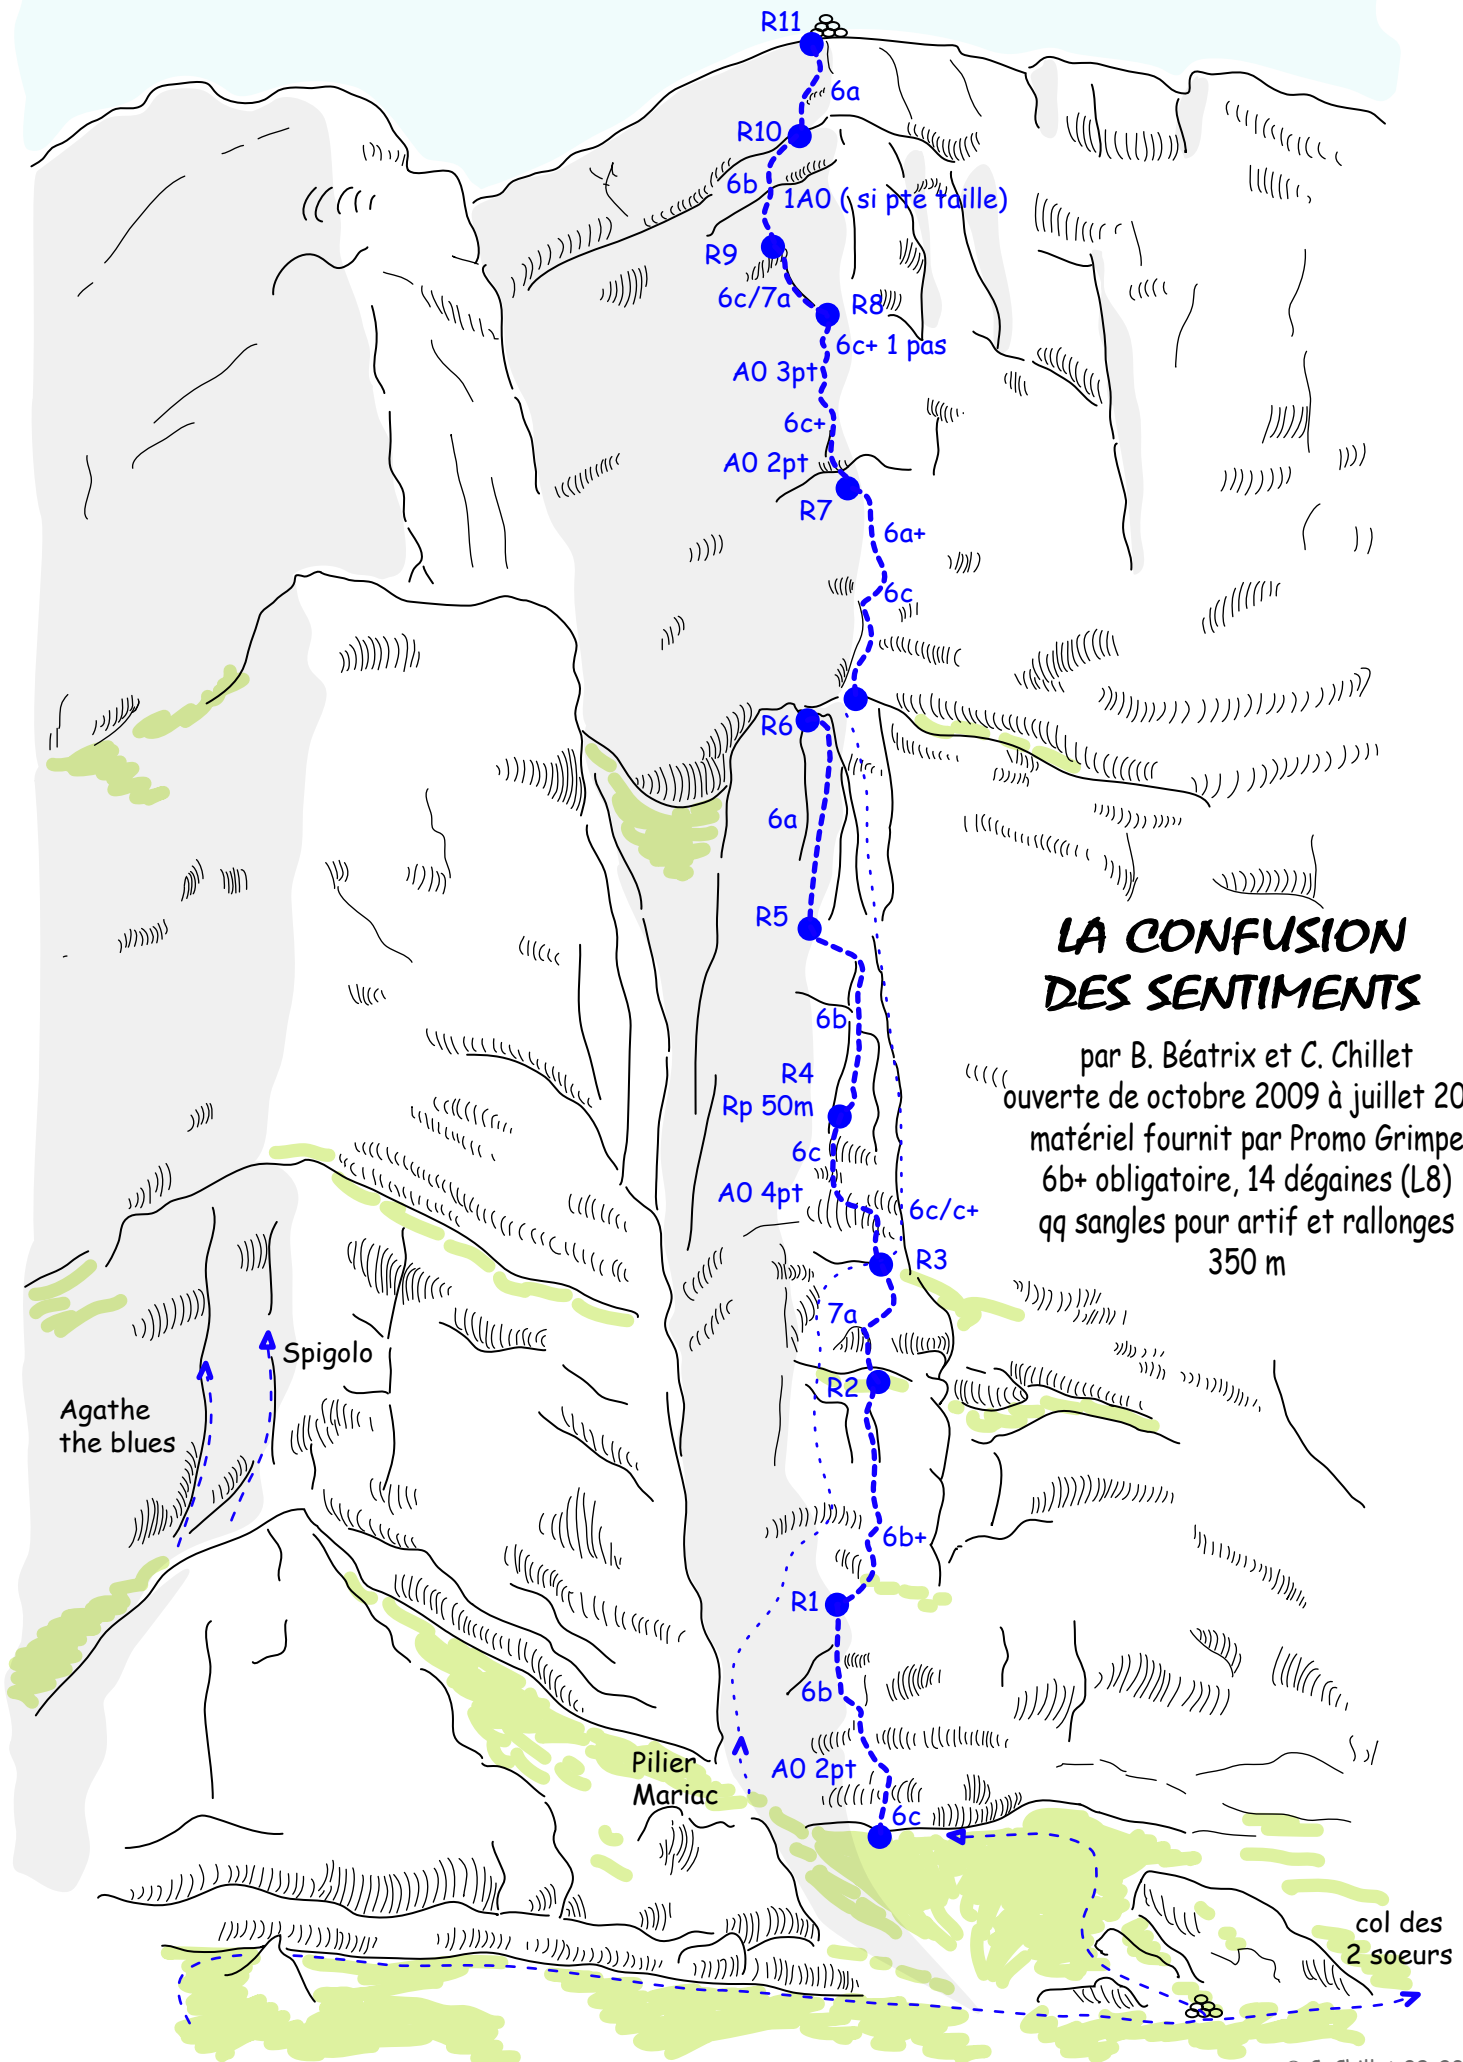 R11
6a
R10
6b
1A0 ( si pte taille)
R9
6c/7a
R8
6c+ 1 pas
A0 3pt
6c+
A0 2pt
R7
6a+
6c
R6
6a
R5
LA CONFUSION
DES SENTIMENTS
6b
par B. Béatrix et C. Chillet
R4
ouverte de octobre 2009 à juillet 20
Rp 50m
matériel fournit par Promo Grimpe
6c
6b+ obligatoire, 14 dégaines (L8)
A0 4pt
6c/c+
qq sangles pour artif et rallonges
R3
350 m
7a
Spigolo
R2
Agathe
the blues
6b+
R1
6b
Pilier
Mariac
A0 2pt
6c
col des
2 soeurs